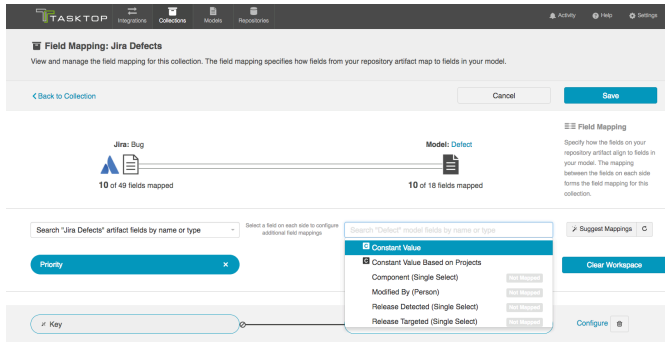 TASKTOP
Integrations
Collections
Models
Repositories
Activity
Help
Settings
Field Mapping: Jira Defects
View and manage the field mapping for this collection. The field mapping specifies how fields from your repository artifact map to fields in your model.
Back to Collection
Cancel
Save
Jira: Bug
10 of 49 fields mapped
Model: Defect
10 of 18 fields mapped
Field Mapping
Specify how the fields on your
repository artifact align to fields in
your model. The mapping
between the fields on each side
forms the field mapping for this
collection.
Search "Jira Defects" artifact fields by name or type
Select a field on each side to configure
additional field mappings
Search "Defect" model fields by name or type
Suggest Mappings
Priority
C Constant Value
C Constant Value Based on Projects
Component (Single Select) Not Mapped
Modified By (Person) Not Mapped
Release Detected (Single Select) Not Mapped
Release Targeted (Single Select) Not Mapped
Clear Workspace
Key
Configure